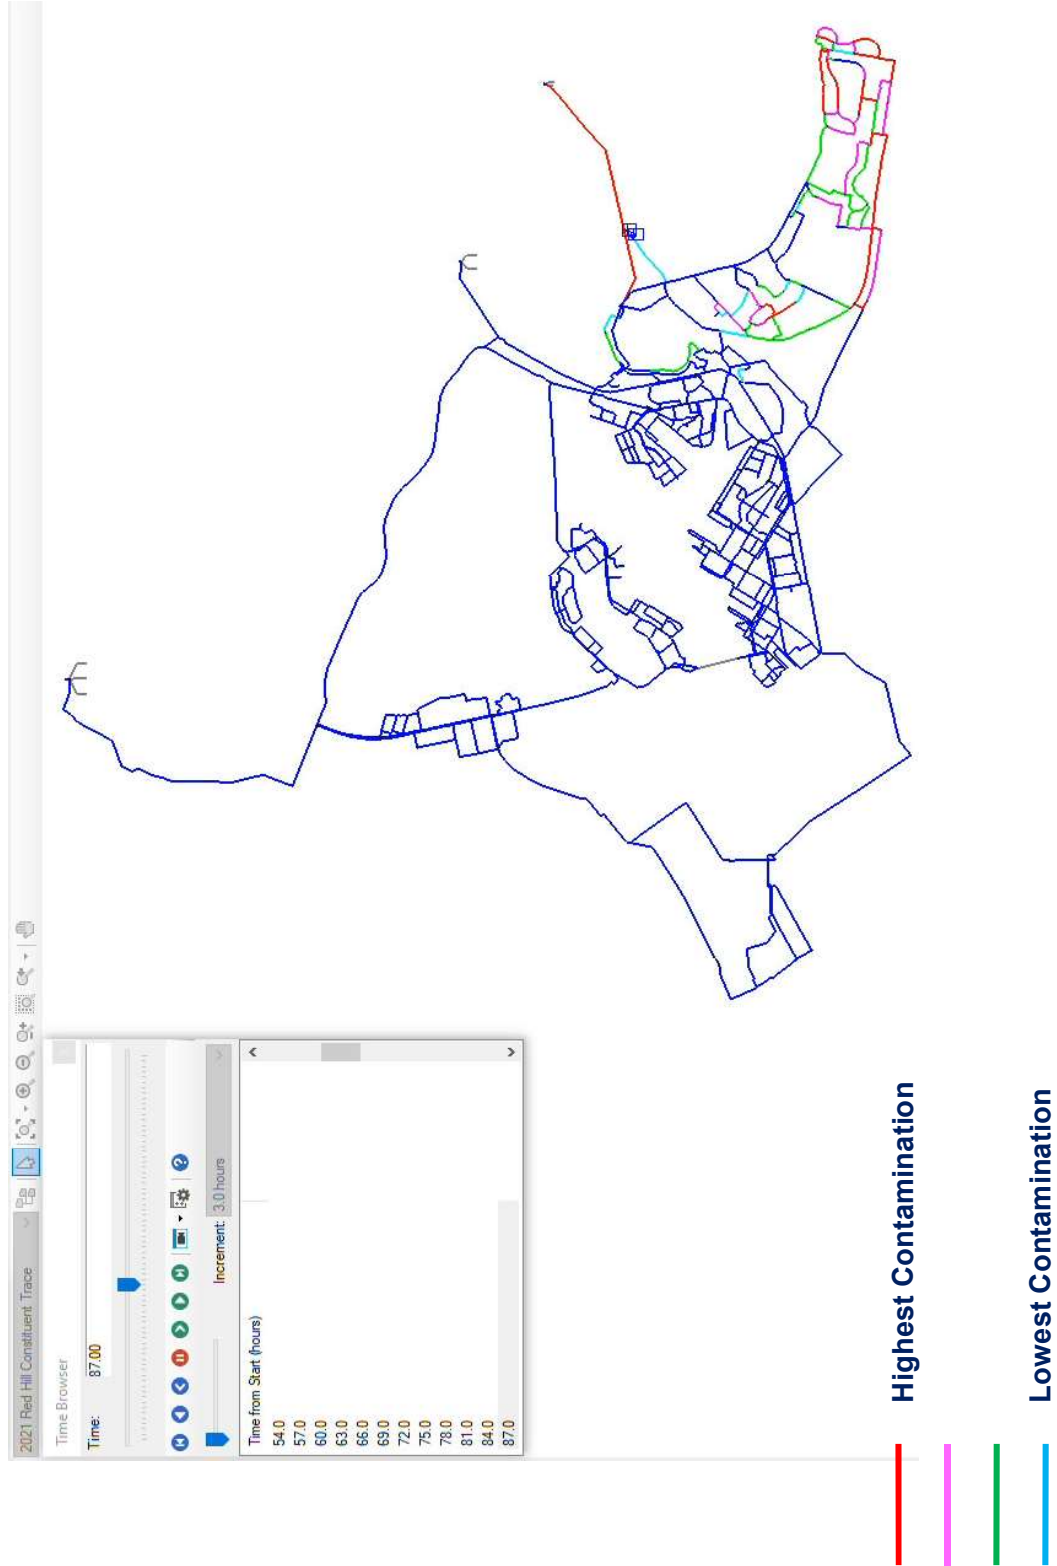 2021 Red Hill Constituent Trace
Time Browser
Time: 87.00
Increment: 3.0 hours
Time from Start (hours)
54.0
57.0
60.0
63.0
66.0
69.0
72.0
75.0
78.0
81.0
84.0
87.0
Highest Contamination
Lowest Contamination